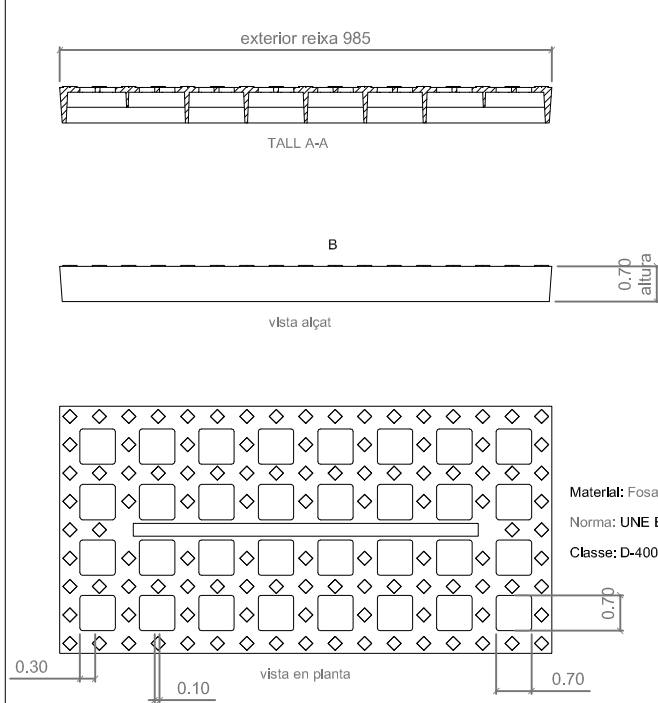 exterior reixa 985
TALL A-A
B
0.70
altura
vista alçat
Material: Fosa
Norma: UNE E
Classe: D-400
0.70
0.30
0.10
vista en planta
0.70